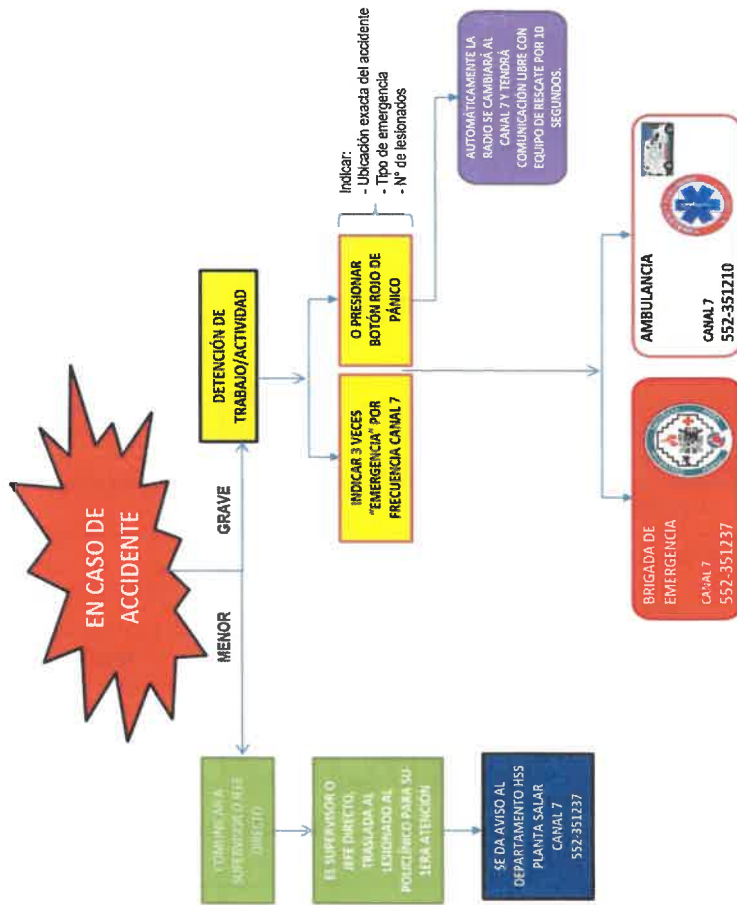 EN CASO DE
ACCIDENTE
MENOR
GRAVE
COMUNICAR A
SUPERVISOR O JEFE
DIRECTO
EL SUPERVISOR O
JEFE DIRECTO,
TRASLADA AL
LESIONADO AL
POLICLÍNICO PARA SU
1ERA ATENCIÓN
SE DA AVISO AL
DEPARTAMENTO HSS
PLANTA SALAR
CANAL 7
552-351237
DETENCIÓN DE
TRABAJO/ACTIVIDAD
INDICAR 3 VECES
"EMERGENCIA" POR
FRECUENCIA CANAL 7
O PRESIONAR
BOTÓN ROJO DE
PÁNICO
Indicar:
- Ubicación exacta del accidente
- Tipo de emergencia
- N° de lesionados
AUTOMÁTICAMENTE LA
RADIO SE CAMBIARÁ AL
CANAL 7 Y TENDRÁ
COMUNICACIÓN LIBRE CON
EQUIPO DE RESCATE POR 10
SEGUNDOS.
BRIGADA DE
EMERGENCIA
CANAL 7
552-351237
AMBULANCIA
CANAL 7
552-351210